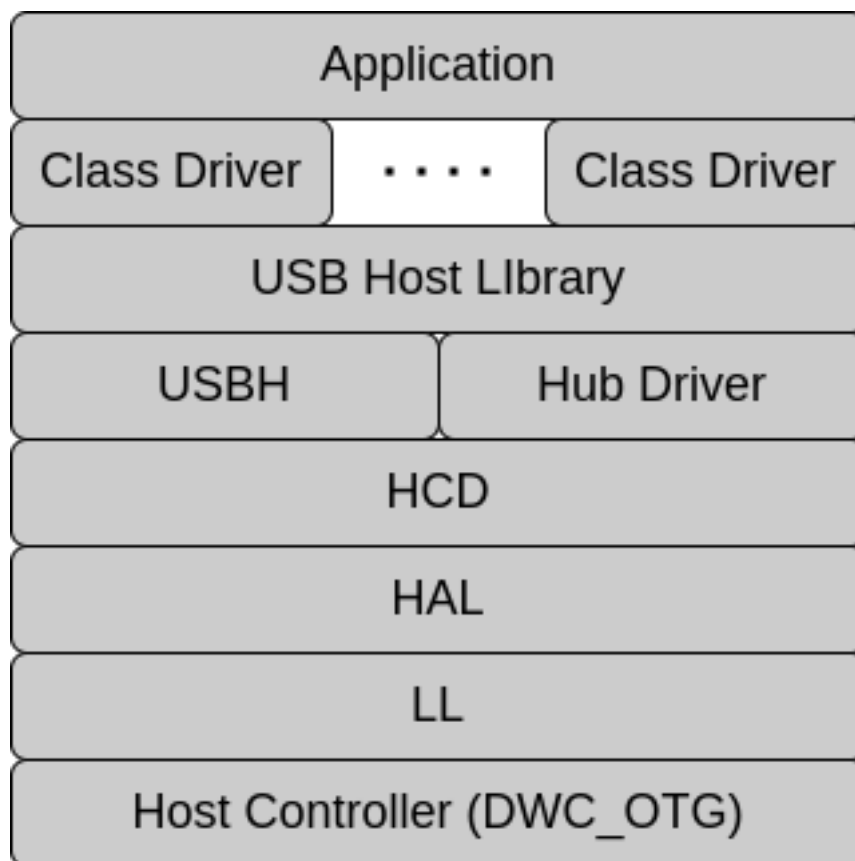 Application
Class Driver
. . . .
Class Driver
USB Host LIbrary
USBH
Hub Driver
HCD
HAL
LL
Host Controller (DWC_OTG)